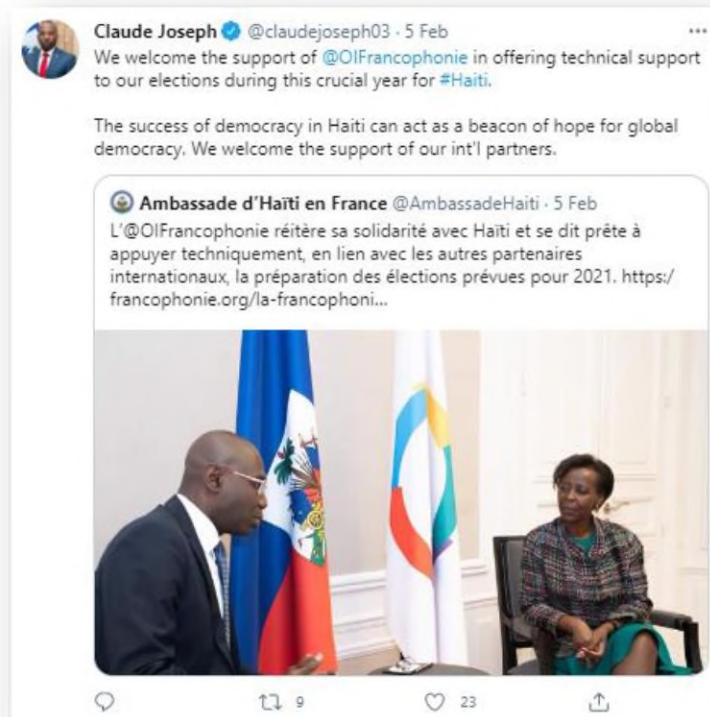 Claude Joseph @claudejoseph03 · 5 Feb
We welcome the support of @OIFrancophonie in offering technical support
to our elections during this crucial year for #Haiti.
The success of democracy in Haiti can act as a beacon of hope for global
democracy. We welcome the support of our int'l partners.
Ambassade d'Haïti en France @AmbassadeHaiti · 5 Feb
L'@OIFrancophonie réitère sa solidarité avec Haïti et se dit prête à
appuyer techniquement, en lien avec les autres partenaires
internationaux, la préparation des élections prévues pour 2021. https:/
francophonie.org/la-francophoni...
9 23